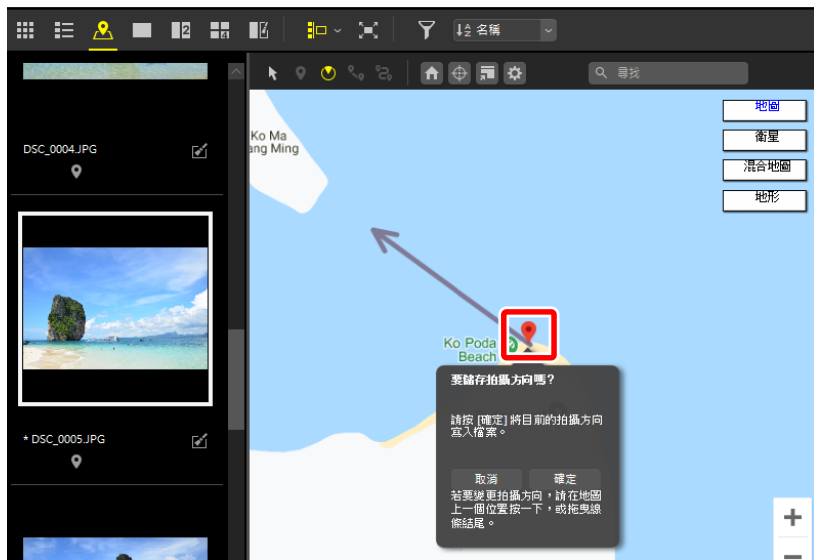 2
4
名稱
尋找
DSC_0004.JPG
* DSC_0005.JPG
Ko Ma
ang Ming
地圖
衛星
混合地圖
地形
Ko Poda
Beach
要儲存拍攝方向嗎？
請按 [確定] 將目前的拍攝方向
寫入檔案。
取消
確定
若要變更拍攝方向，請在地圖
上一個位置按一下，或拖曳線
條結尾。